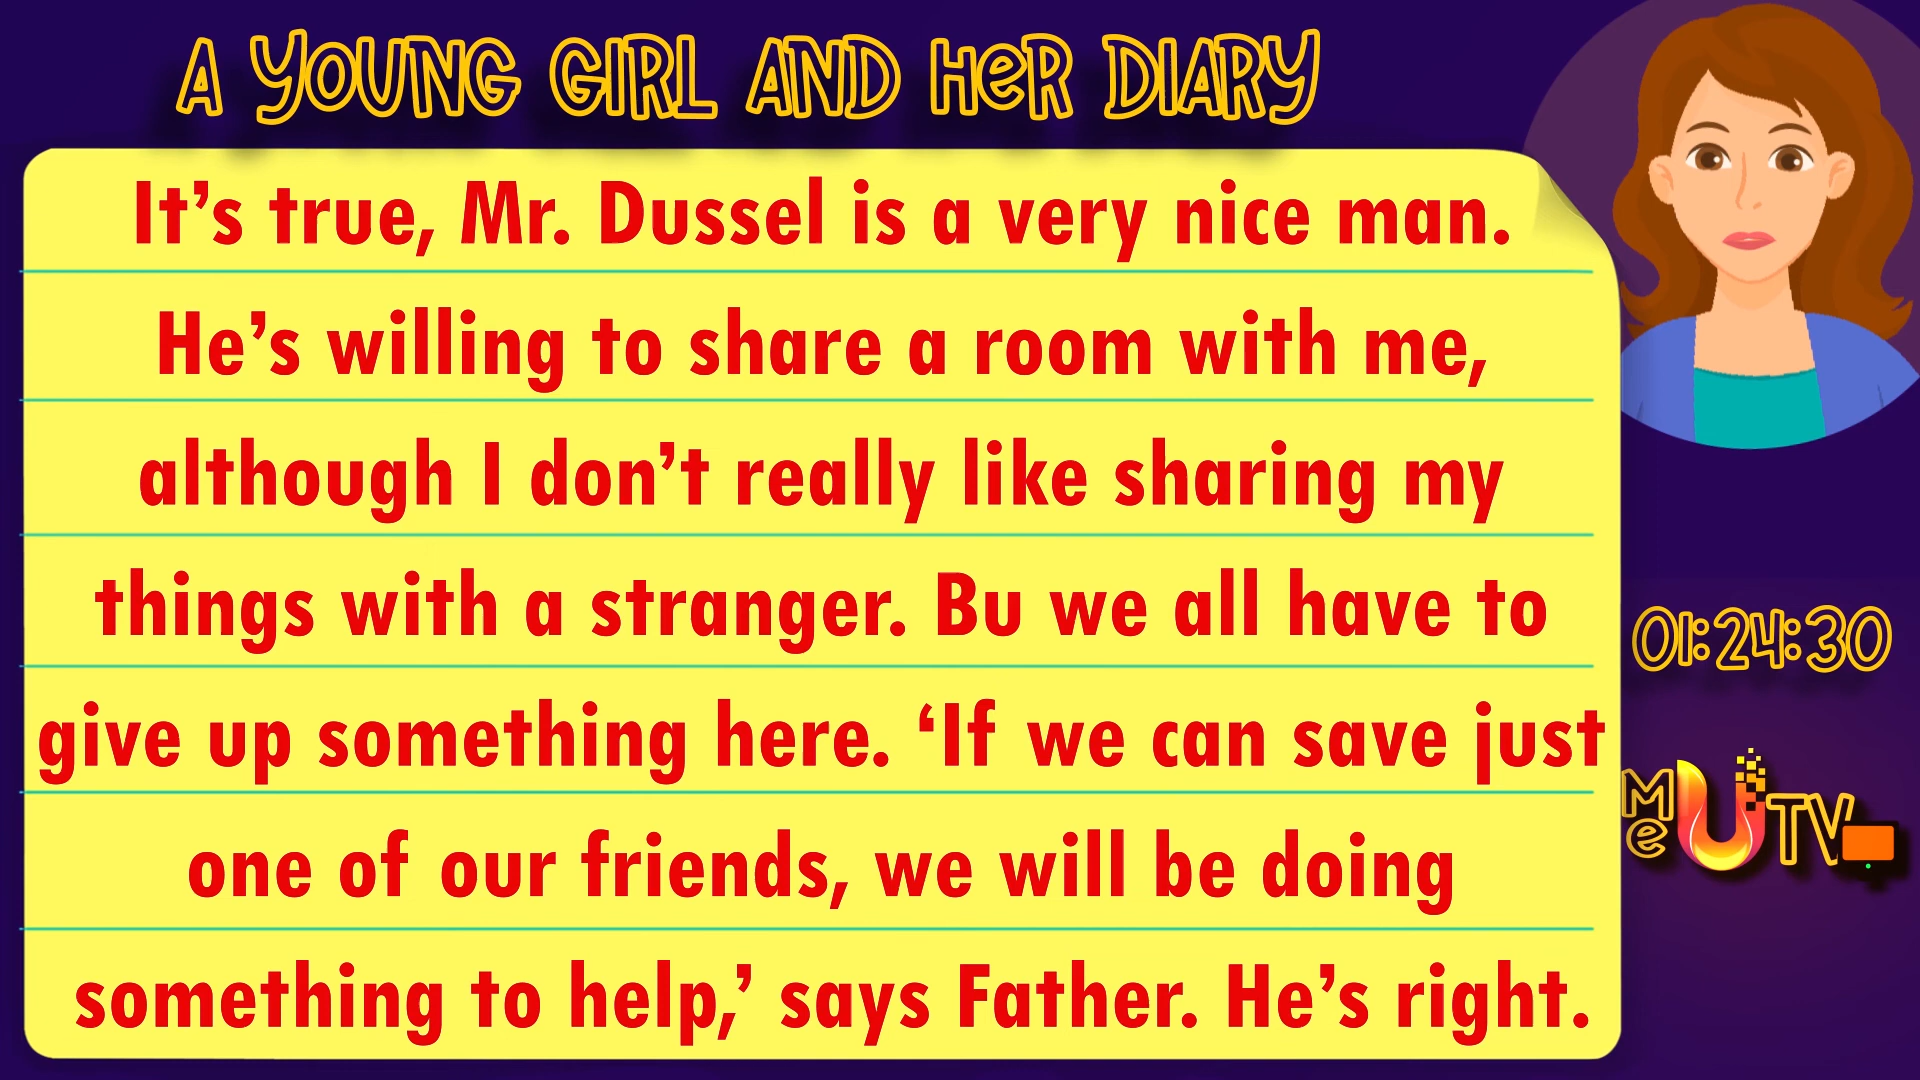 A YOUNG GIRL AND HeR DIARY
It’s true, Mr. Dussel is a very nice man.
He’s willing to share a room with me,
although I don’t really like sharing my
things with a stranger. Bu we all have to
give up something here. ‘If we can save just
one of our friends, we will be doing
something to help,’ says Father. He’s right.
01:24:30
Me U TV